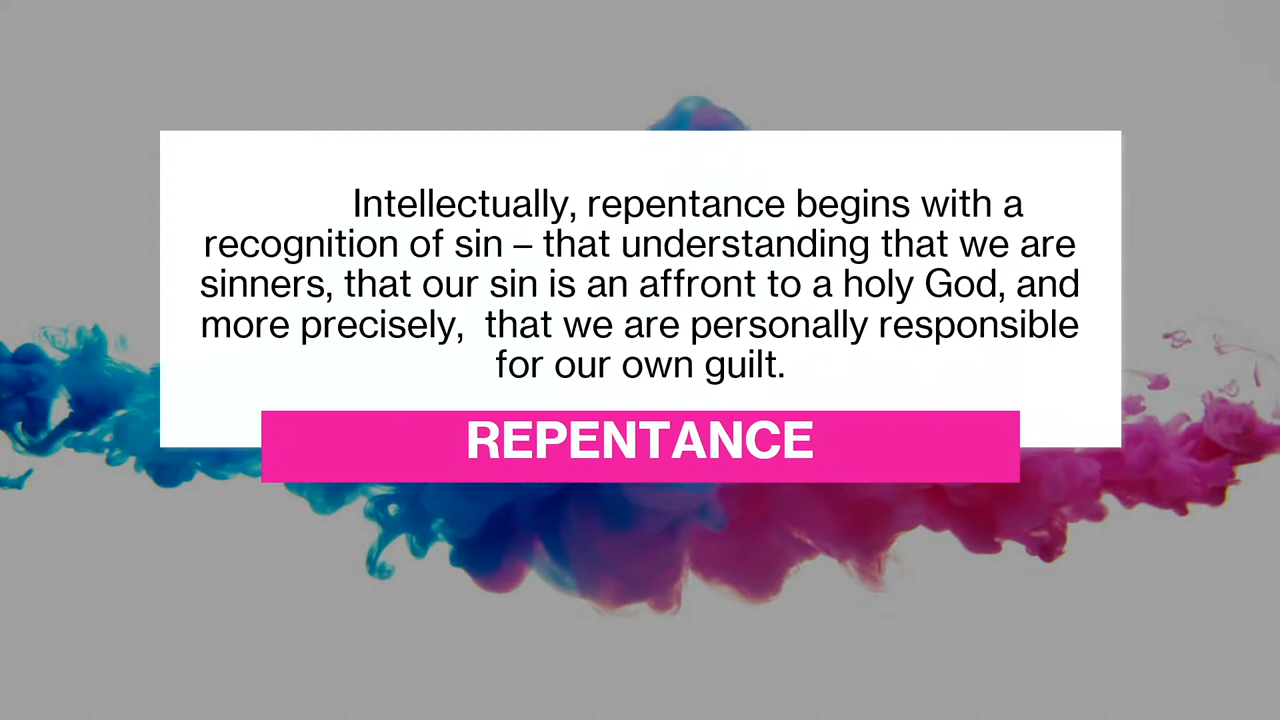 Intellectually, repentance begins with a
recognition of sin – that understanding that we are
sinners, that our sin is an affront to a holy God, and
more precisely,  that we are personally responsible
for our own guilt.
REPENTANCE